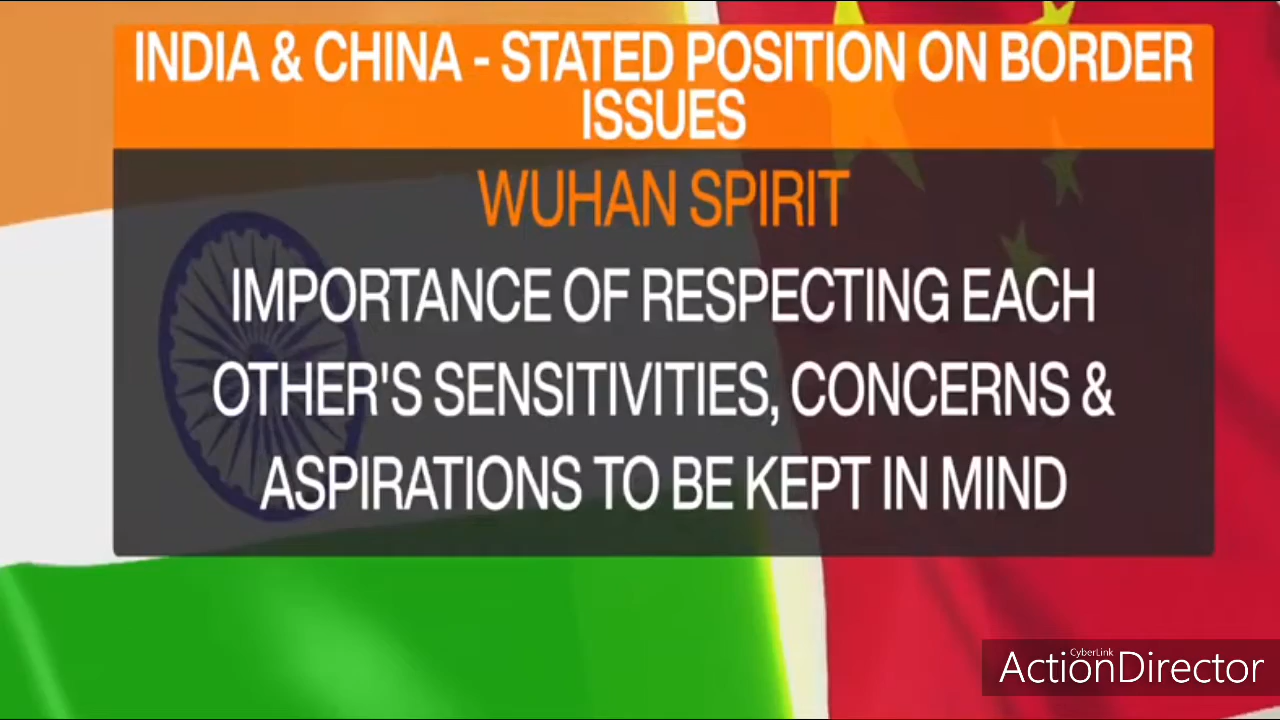 INDIA & CHINA - STATED POSITION ON BORDER
ISSUES
WUHAN SPIRIT
IMPORTANCE OF RESPECTING EACH
OTHER'S SENSITIVITIES, CONCERNS &
ASPIRATIONS TO BE KEPT IN MIND
CyberLink
ActionDirector